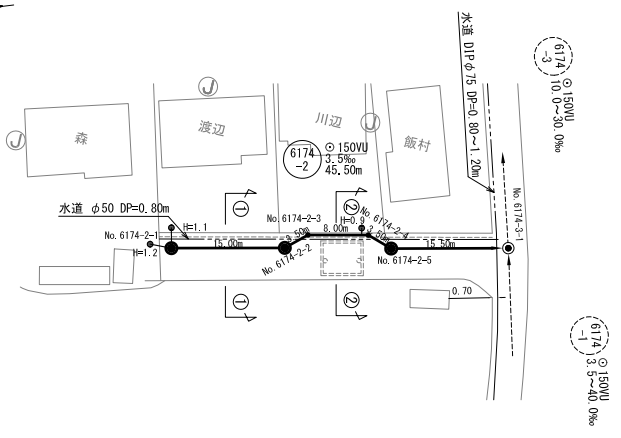 水道 DIPφ75 DP=0.80~1.20m
6174
-3
⊙ 150VU
10.0~30.0‰
J
森
J
渡辺
川辺
J
飯村
6174
-2
⊙ 150VU
3.5‰
45.50m
水道 φ50 DP=0.80m
①
②
H=1.1
No. 6174-2-1
H=1.2
15.00m
No. 6174-2-3
3.50m
No. 6174-2-2
8.00m
H=0.9
No. 6174-2-4
3.50m
No. 6174-2-5
15.50m
No. 6174-3-1
①
②
0.70
6174
-1
⊙ 150VU
3.5~40.0‰